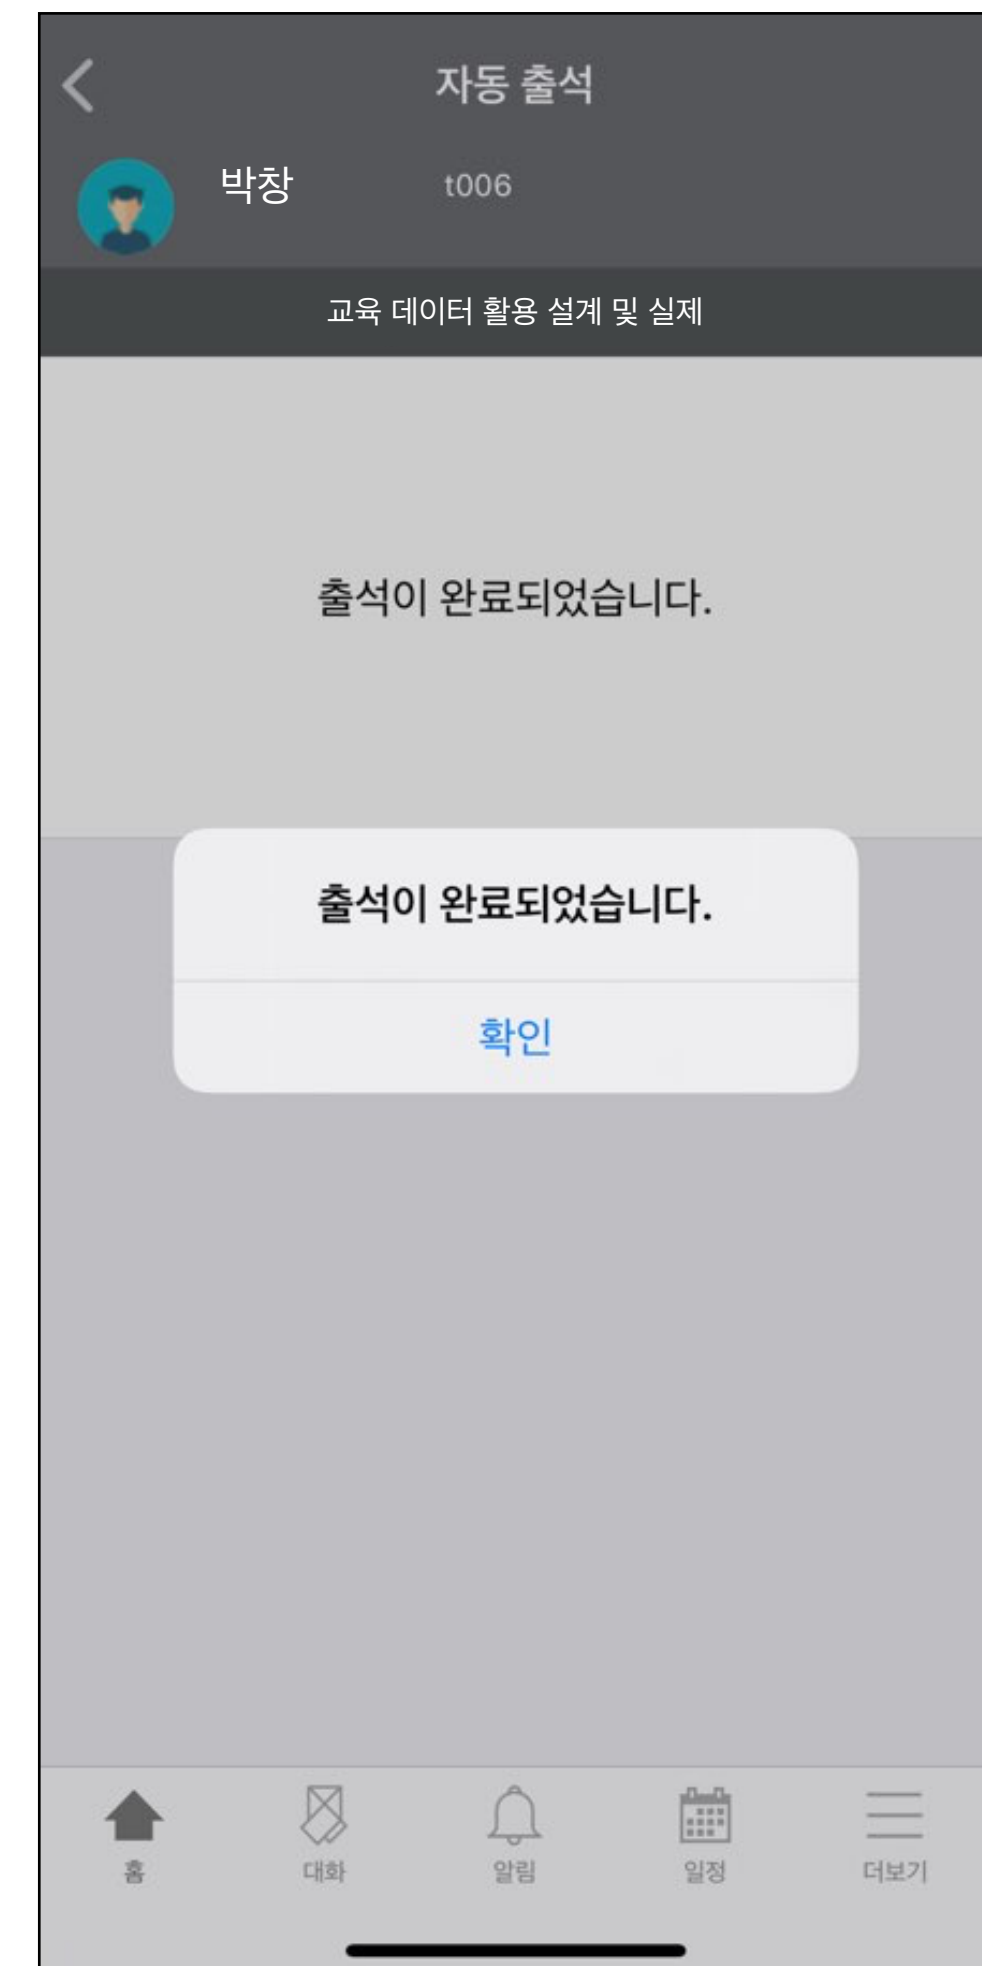 자동 출석
박창 t006
교육 데이터 활용 설계 및 실제
출석이 완료되었습니다.
출석이 완료되었습니다.
확인
홈 대화 알림 일정 더보기